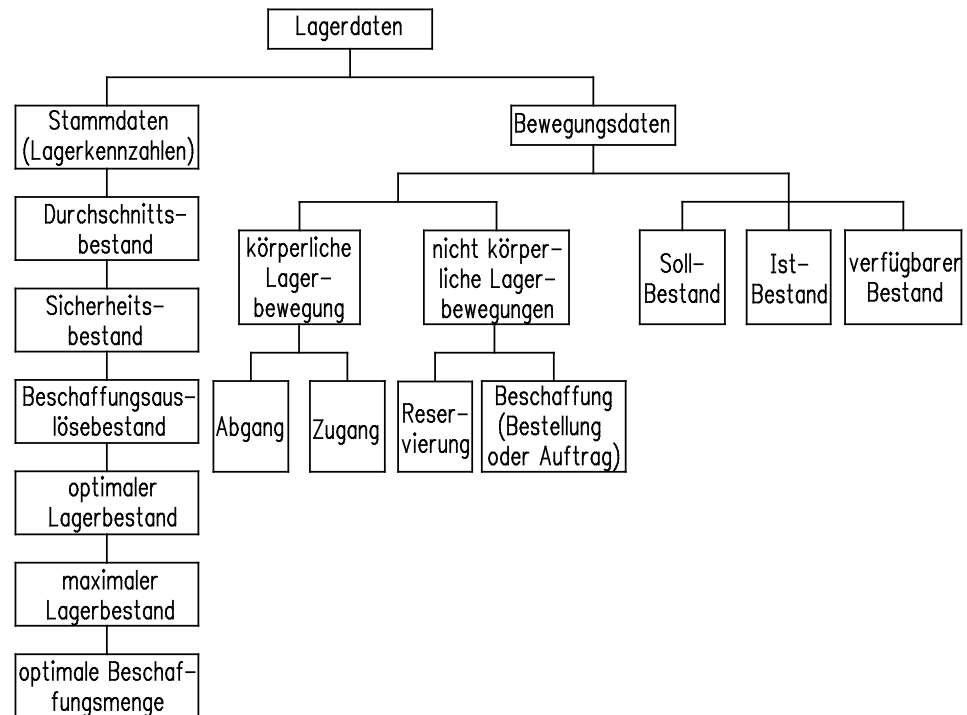 Lagerdaten
Stammdaten
(Lagerkennzahlen)
Bewegungsdaten
Durchschnitts-
bestand
körperliche
Lager-
bewegung
nicht körper-
liche Lager-
bewegungen
Soll-
Bestand
Ist-
Bestand
verfügbarer
Bestand
Sicherheits-
bestand
Beschaffungsaus-
lösebestand
Abgang
Zugang
Reser-
vierung
Beschaffung
(Bestellung
oder Auftrag)
optimaler
Lagerbestand
maximaler
Lagerbestand
optimale Beschaf-
fungsmenge